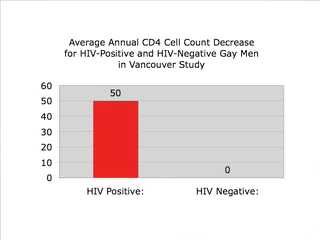 Average Annual CD4 Cell Count Decrease
for HIV-Positive and HIV-Negative Gay Men
in Vancouver Study
60
50
40
30
20
10
0
50
0
HIV Positive:
HIV Negative: